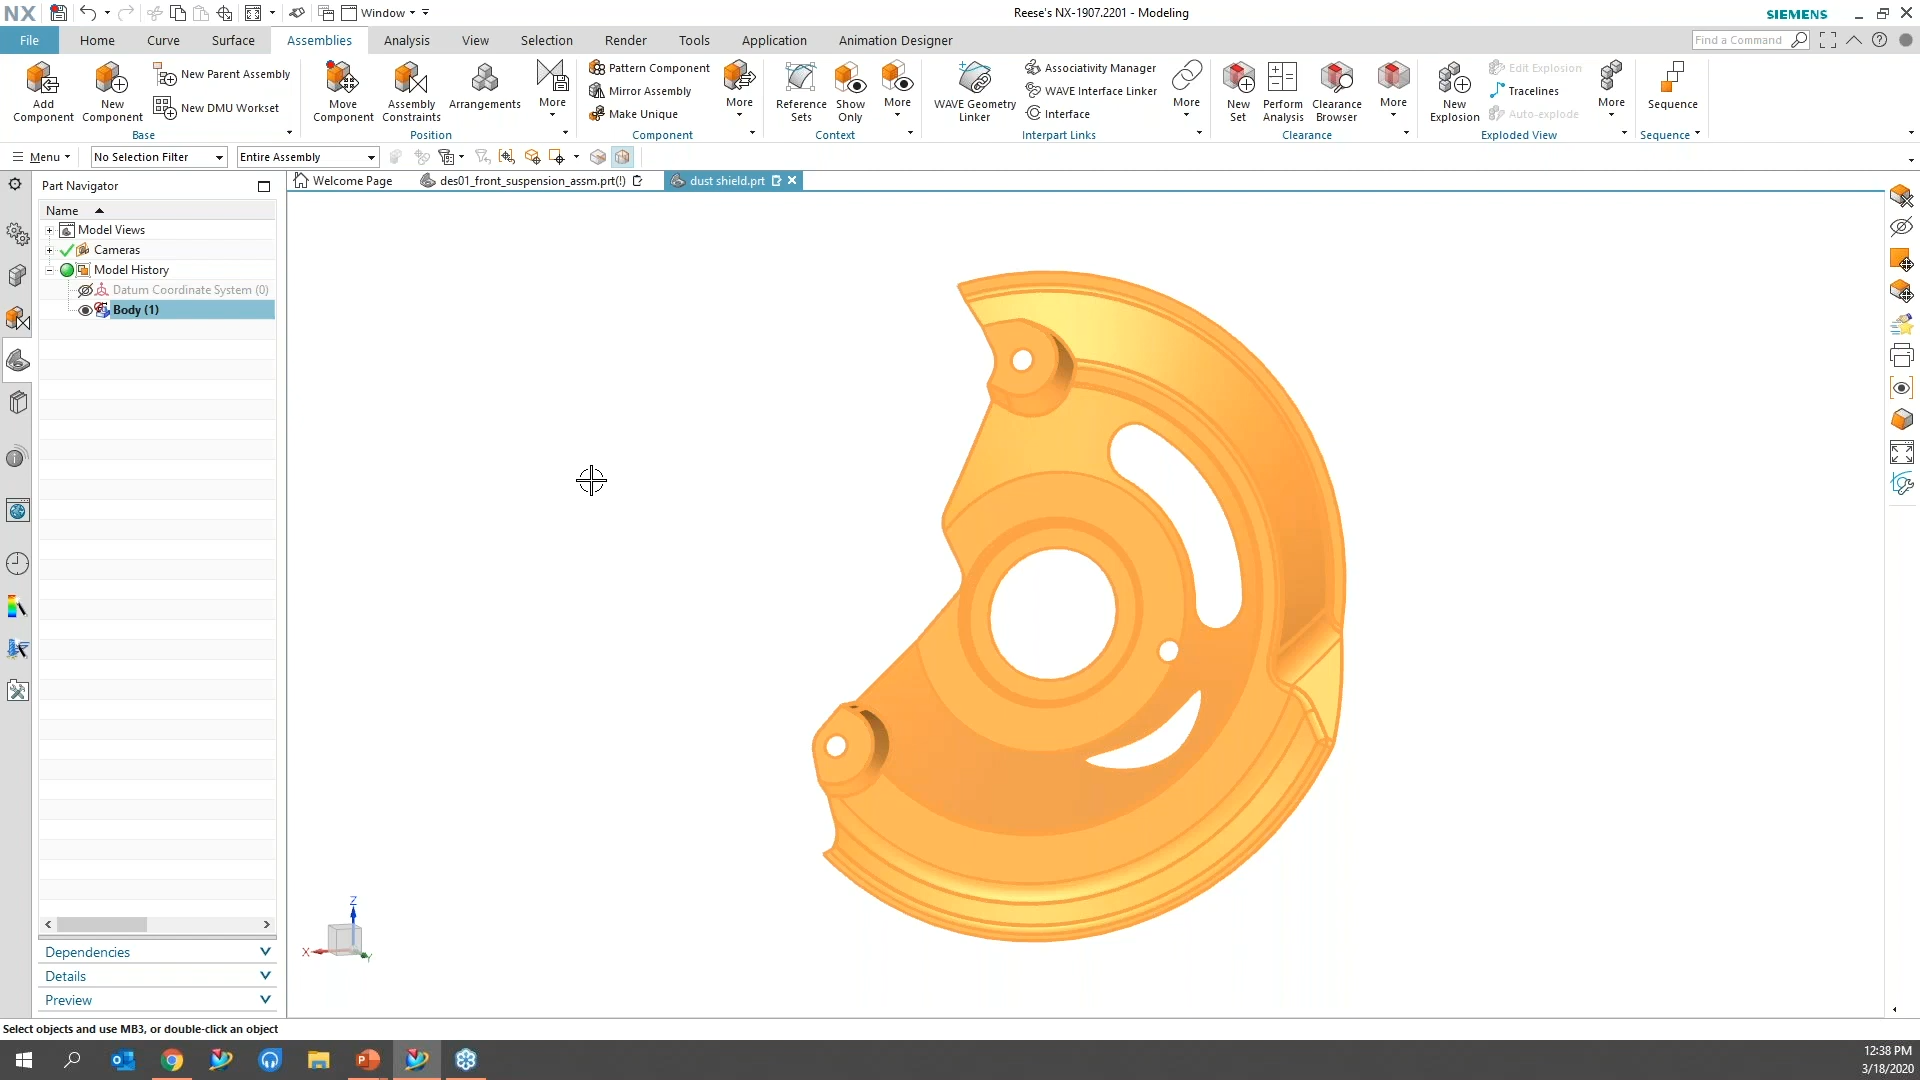 NX Window Reese's NX-1907.2201 - Modeling SIEMENS
File Home Curve Surface Assemblies Analysis View Selection Render Tools Application Animation Designer Find a Command
Add Component
New Component
New Parent Assembly
New DMU Workset
Base
Move Component
Assembly Constraints
Arrangements
More
Position
Pattern Component
Mirror Assembly
Make Unique
More
Component
Reference Sets
Show Only
More
Context
WAVE Geometry Linker
Associativity Manager
WAVE Interface Linker
Interface
More
Interpart Links
New Set
Perform Analysis
Clearance Browser
More
Clearance
New Explosion
Edit Explosion
Tracelines
Auto-explode
More
Exploded View
Sequence
Sequence
Menu No Selection Filter Entire Assembly
Part Navigator
Welcome Page des01_front_suspension_assm.prt(!) dust shield.prt
Name
Model Views
Cameras
Model History
Datum Coordinate System (0)
Body (1)
Z
X
Y
Dependencies
Details
Preview
Select objects and use MB3, or double-click an object
12:38 PM
3/18/2020